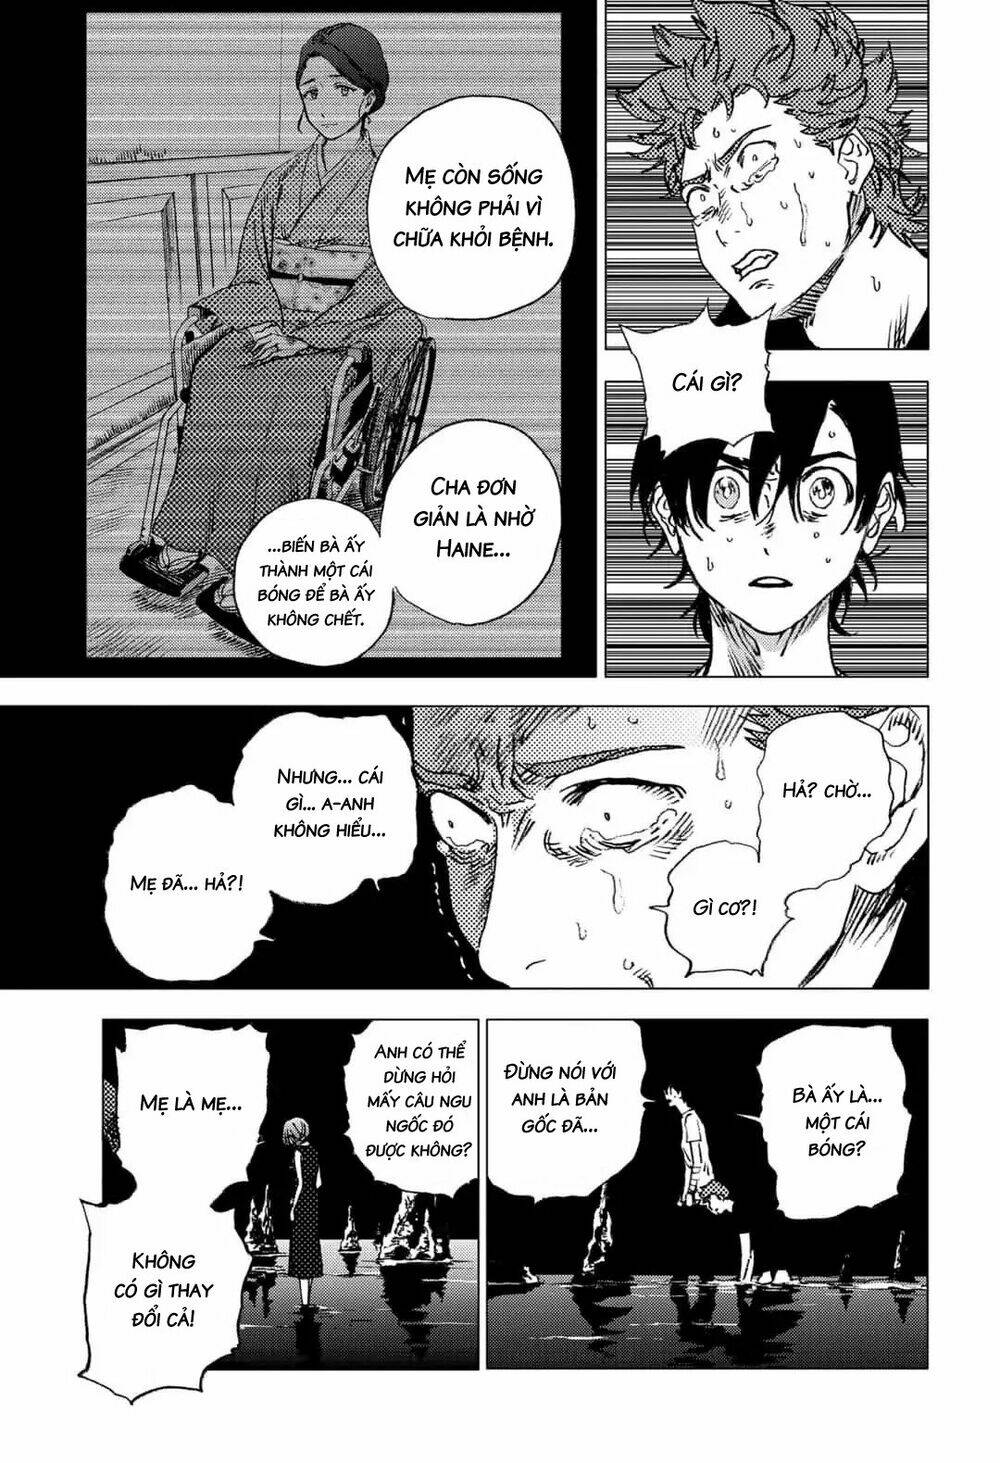 CÁI GÌ?
MẸ CÒN SỐNG
KHÔNG PHẢI VÌ
CHỮA KHỎI BỆNH.
CHA ĐƠN
GIẢN LÀ NHỜ
HAINE...
...BIẾN BÀ ẤY
THÀNH MỘT CÁI
BÓNG ĐỂ BÀ ẤY
KHÔNG CHẾT.
HẢ? CHỜ...
GÌ CƠ?!
NHƯNG... CÁI
GÌ... A-ANH
KHÔNG HIỂU...
MẸ ĐÃ... HẢ?!
BÀ ẤY LÀ...
MỘT CÁI
BÓNG?
ĐỪNG NÓI VỚI
ANH LÀ BẢN
GỐC ĐÃ...
ANH CÓ THỂ
DỪNG HỎI
MẤY CÂU NGU
NGỐC ĐÓ
ĐƯỢC KHÔNG?
MẸ LÀ MẸ...
KHÔNG
CÓ GÌ THAY
ĐỔI CẢ!